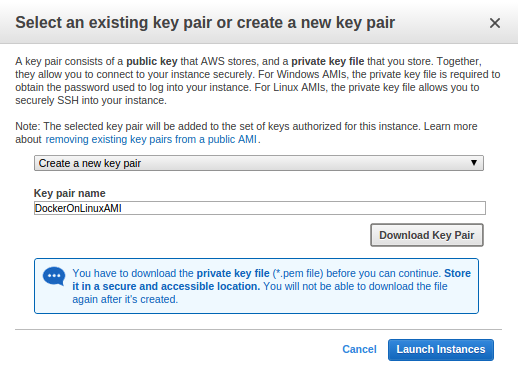 Select an existing key pair or create a new key pair
A key pair consists of a public key that AWS stores, and a private key file that you store. Together,
they allow you to connect to your instance securely. For Windows AMIs, the private key file is required to
obtain the password used to log into your instance. For Linux AMIs, the private key file allows you to
securely SSH into your instance.
Note: The selected key pair will be added to the set of keys authorized for this instance. Learn more
about removing existing key pairs from a public AMI.
Create a new key pair
Key pair name
DockerOnLinuxAMI
Download Key Pair
You have to download the private key file (*.pem file) before you can continue. Store
it in a secure and accessible location. You will not be able to download the file
again after it's created.
Cancel
Launch Instances